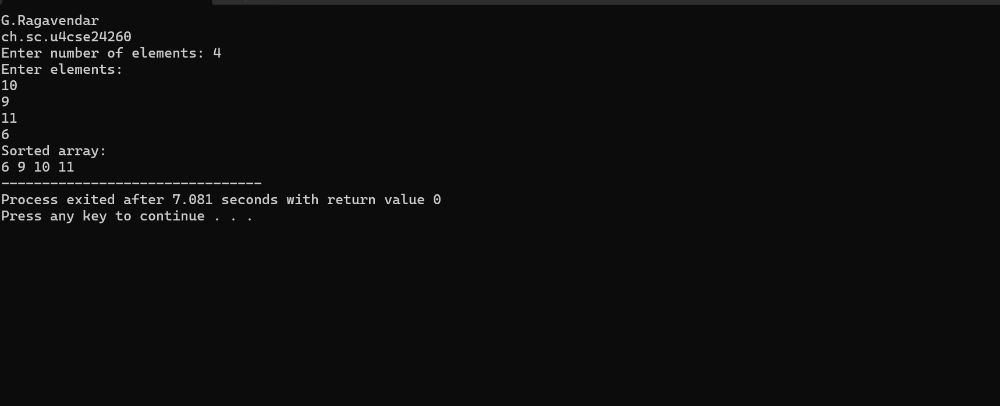 G.Ragavendar
ch.sc.u4cse24260
Enter number of elements: 4
Enter elements:
10
9
11
6
Sorted array:
6 9 10 11
--------------------------------
Process exited after 7.081 seconds with return value 0
Press any key to continue . . .